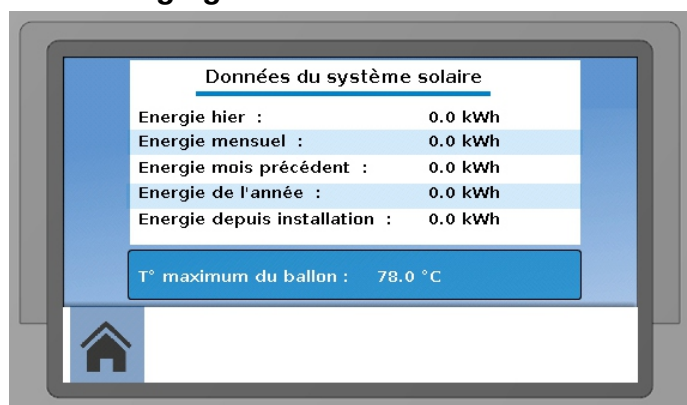 Données du système solaire
Energie hier : 0.0 kWh
Energie mensuel : 0.0 kWh
Energie mois précédent : 0.0 kWh
Energie de l'année : 0.0 kWh
Energie depuis installation : 0.0 kWh
T° maximum du ballon : 78.0 °C